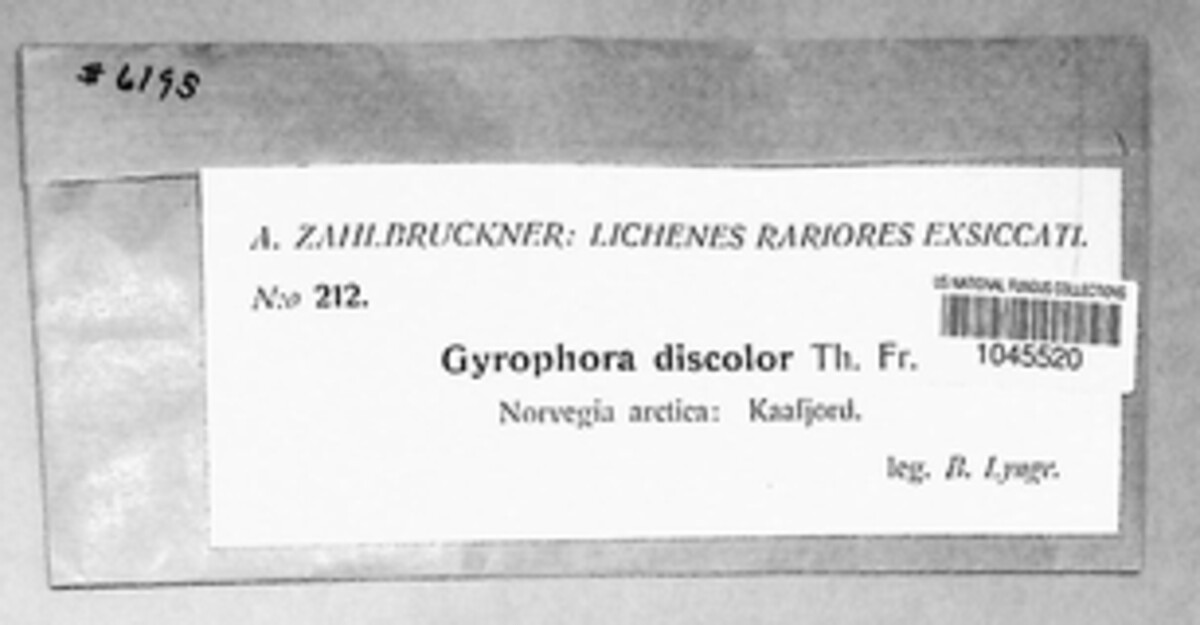 # 6195
A. ZAHLBRUCKNER: LICHENES RARIORES EXSICCATI.
N:o 212.
US NATIONAL FUNGUS COLLECTIONS
1045520
Gyrophora discolor Th. Fr.
Norvegia arctica: Kaafjord.
leg. B. Lynge.